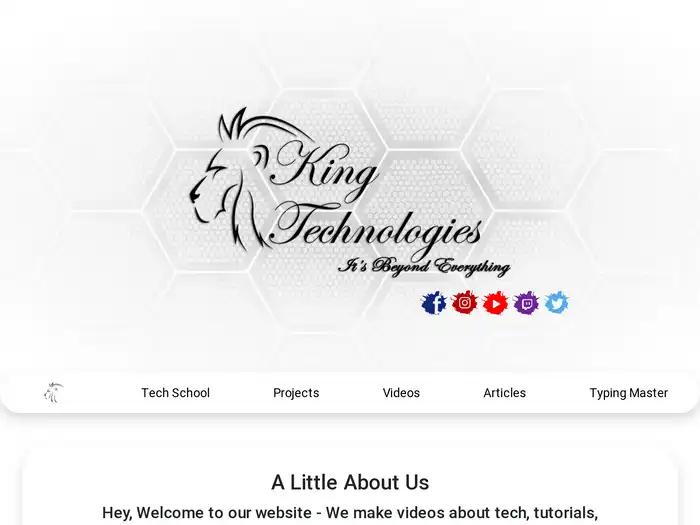 King
Technologies
It's Beyond Everything
Tech School Projects Videos Articles Typing Master
A Little About Us
Hey, Welcome to our website - We make videos about tech, tutorials,